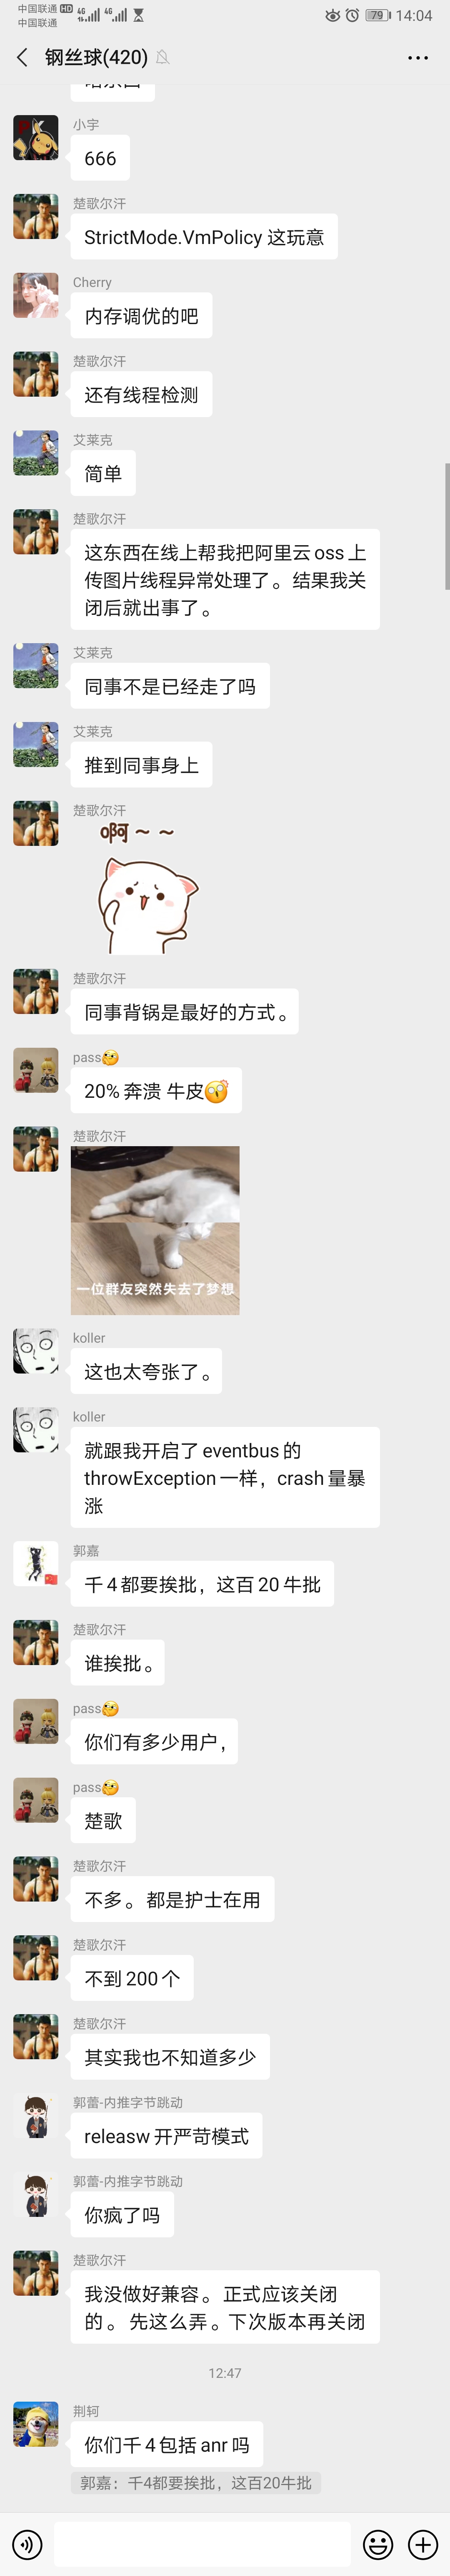 中国联通 HD 4G 4G
中国联通
79 14:04
钢丝球(420)
哈尔西
小宇
666
楚歌尔汗
StrictMode.VmPolicy 这玩意
Cherry
内存调优的吧
楚歌尔汗
还有线程检测
艾莱克
简单
楚歌尔汗
这东西在线上帮我把阿里云 oss 上
传图片线程异常处理了。结果我关
闭后就出事了。
艾莱克
同事不是已经走了吗
艾莱克
推到同事身上
楚歌尔汗
啊~~
楚歌尔汗
同事背锅是最好的方式。
pass
20% 奔溃 牛皮
楚歌尔汗
一位群友突然失去了梦想
koller
这也太夸张了。
koller
就跟我开启了 eventbus 的
throwException 一样，crash 量暴
涨
郭嘉
千 4 都要挨批，这百 20 牛批
楚歌尔汗
谁挨批。
pass
你们有多少用户，
pass
楚歌
楚歌尔汗
不多。都是护士在用
楚歌尔汗
不到 200 个
楚歌尔汗
其实我也不知道多少
郭蕾-内推字节跳动
releasw 开严苛模式
郭蕾-内推字节跳动
你疯了吗
楚歌尔汗
我没做好兼容。正式应该关闭
的。先这么弄。下次版本再关闭
12:47
荆轲
你们千 4 包括 anr 吗
郭嘉：千4都要挨批，这百20牛批